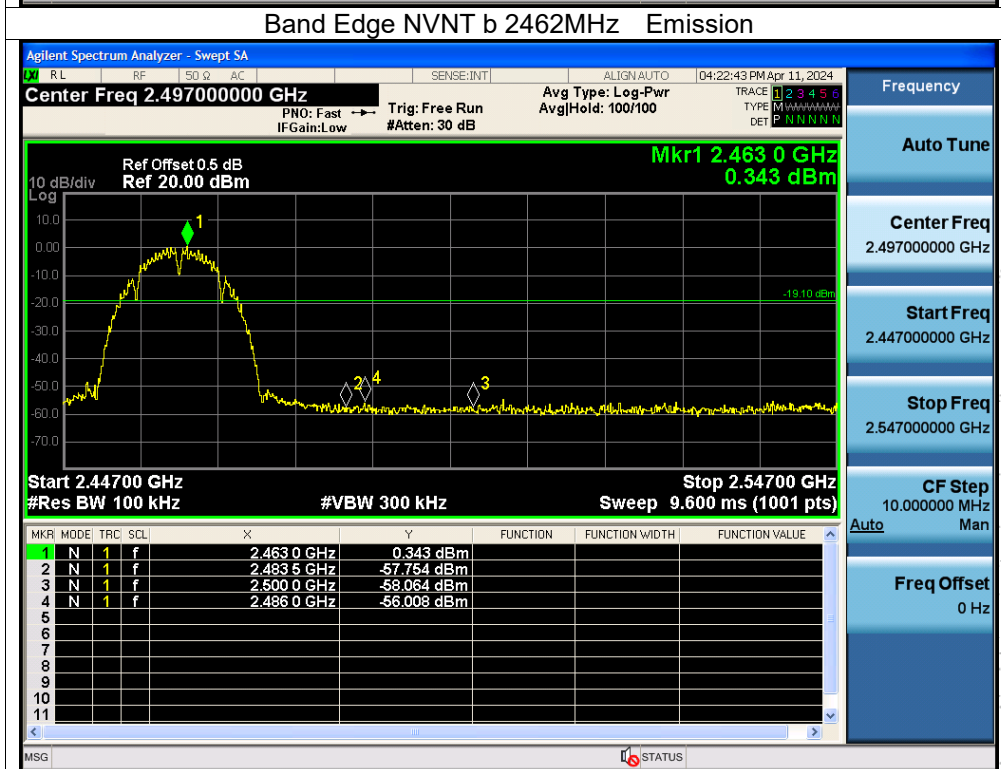 Band Edge NVNT b 2462MHz Emission
Agilent Spectrum Analyzer - Swept SA
LXI RL RF 50 Ω AC SENSE:INT ALIGNAUTO 04:22:43 PM Apr 11, 2024
Center Freq 2.497000000 GHz
PNO: Fast
IFGain:Low
Trig: Free Run
#Atten: 30 dB
Avg Type: Log-Pwr
Avg|Hold: 100/100
TRACE 1 2 3 4 5 6
TYPE M WWWWW
DET P N N N N N
Ref Offset 0.5 dB
10 dB/div Ref 20.00 dBm
Log
Mkr1 2.463 0 GHz
0.343 dBm
10.0
0.00
-10.0
-20.0
-30.0
-40.0
-50.0
-60.0
-70.0
1
2
4
3
-19.10 dBm
Start 2.44700 GHz Stop 2.54700 GHz
#Res BW 100 kHz #VBW 300 kHz Sweep 9.600 ms (1001 pts)
MKR MODE TRC SCL X Y FUNCTION FUNCTION WIDTH FUNCTION VALUE
1 N 1 f 2.463 0 GHz 0.343 dBm
2 N 1 f 2.483 5 GHz -57.754 dBm
3 N 1 f 2.500 0 GHz -58.064 dBm
4 N 1 f 2.486 0 GHz -56.008 dBm
5
6
7
8
9
10
11
MSG STATUS
Frequency
Auto Tune
Center Freq
2.497000000 GHz
Start Freq
2.447000000 GHz
Stop Freq
2.547000000 GHz
CF Step
10.000000 MHz
Auto Man
Freq Offset
0 Hz